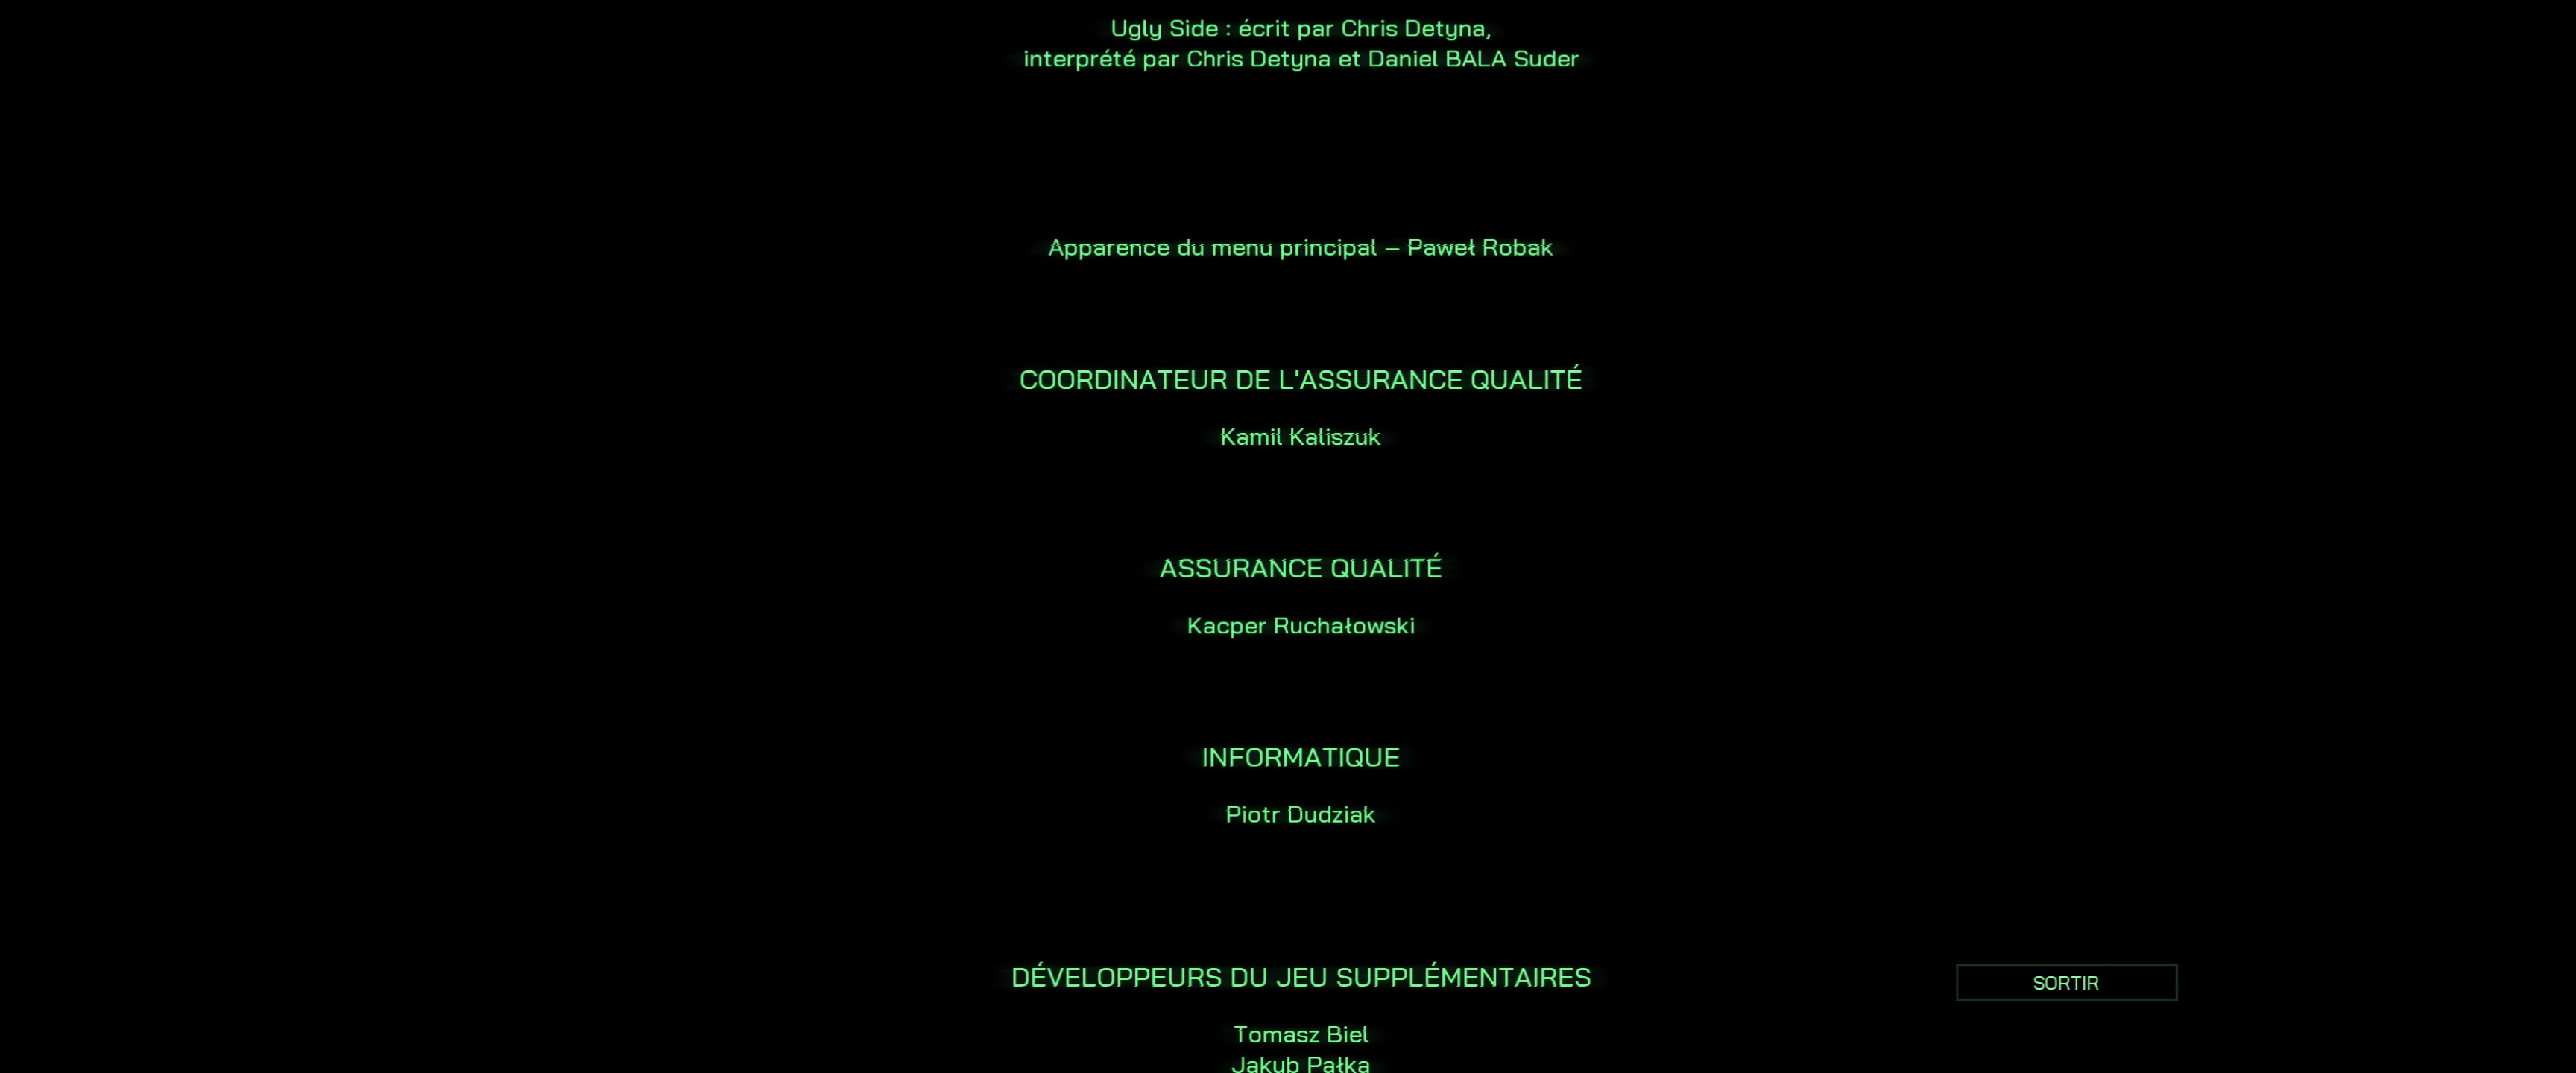 Ugly Side : écrit par Chris Detyna,
interprété par Chris Detyna et Daniel BALA Suder
Apparence du menu principal – Paweł Robak
COORDINATEUR DE L'ASSURANCE QUALITÉ
Kamil Kaliszuk
ASSURANCE QUALITÉ
Kacper Ruchałowski
INFORMATIQUE
Piotr Dudziak
DÉVELOPPEURS DU JEU SUPPLÉMENTAIRES
SORTIR
Tomasz Biel
Jakub Pałka